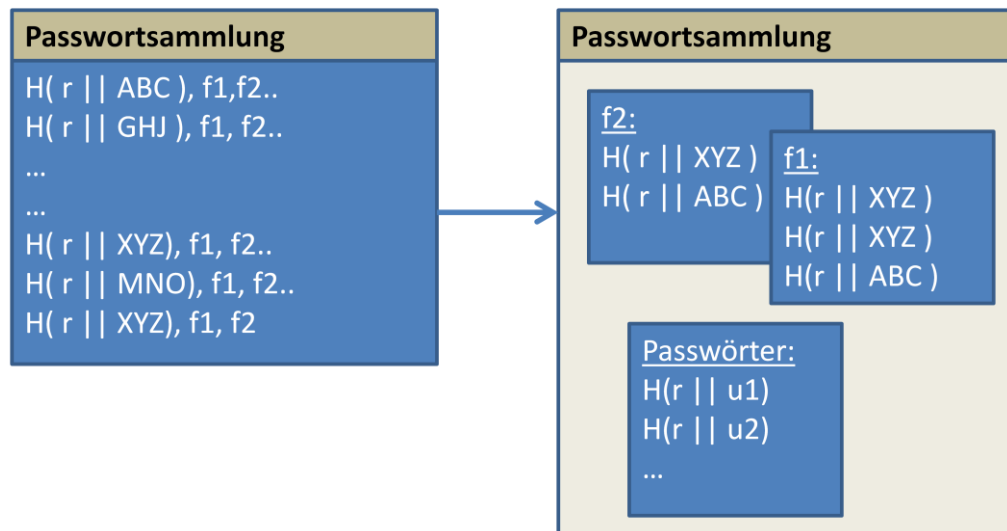 Passwortsammlung
H( r || ABC ), f1,f2..
H( r || GHJ ), f1, f2..
...
...
H( r || XYZ), f1, f2..
H( r || MNO), f1, f2..
H( r || XYZ), f1, f2
Passwortsammlung
f2:
H( r || XYZ )
H( r || ABC )
f1:
H( r || XYZ )
H( r || XYZ )
H(r || ABC )
Passwörter:
H(r || u1)
H(r || u2)
...